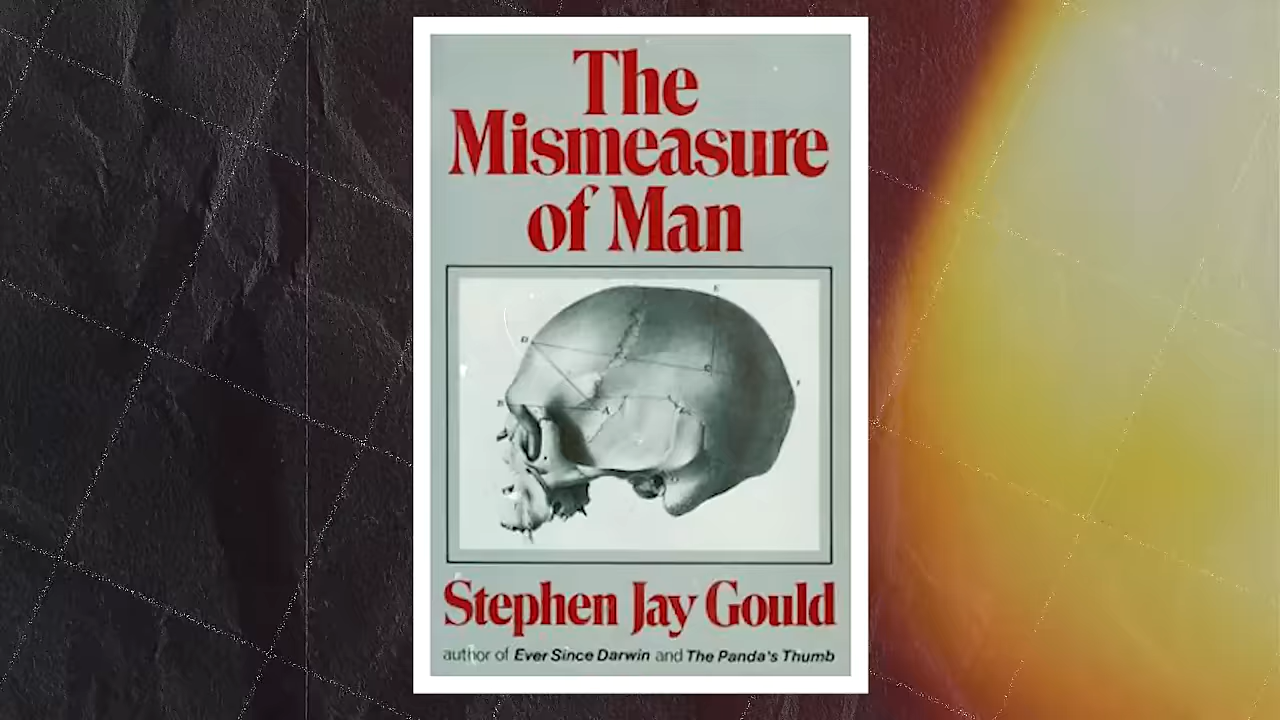 The
Mismeasure
of Man
Stephen Jay Gould
author of Ever Since Darwin and The Panda's Thumb